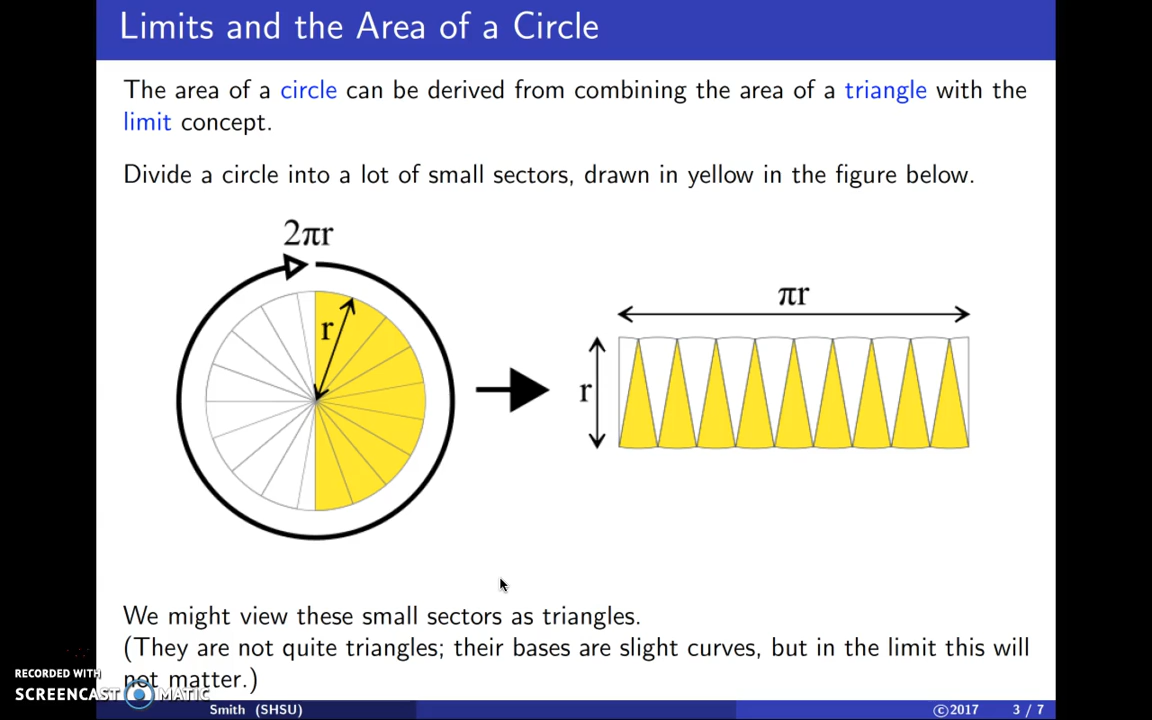 Limits and the Area of a Circle
The area of a circle can be derived from combining the area of a triangle with the
limit concept.
Divide a circle into a lot of small sectors, drawn in yellow in the figure below.
2πr
r
πr
r
We might view these small sectors as triangles.
(They are not quite triangles; their bases are slight curves, but in the limit this will
not matter.)
RECORDED WITH
SCREENCAST MATIC
Smith (SHSU)
©2017
3 / 7